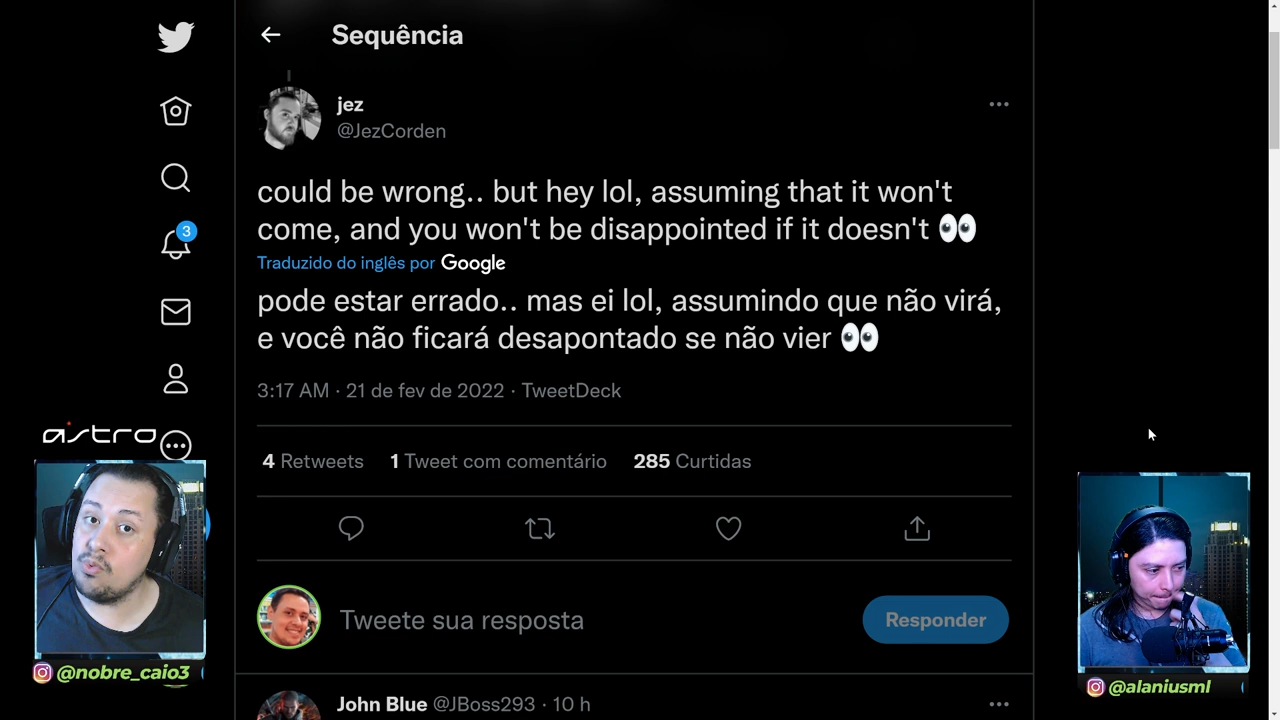 Sequência
jez
@JezCorden
could be wrong.. but hey lol, assuming that it won't
come, and you won't be disappointed if it doesn't 👀
Traduzido do inglês por Google
pode estar errado.. mas ei lol, assumindo que não virá,
e você não ficará desapontado se não vier 👀
3:17 AM · 21 de fev de 2022 · TweetDeck
4 Retweets 1 Tweet com comentário 285 Curtidas
Tweete sua resposta
Responder
John Blue @JBoss293 · 10 h
3
astro
@nobre_caio3
@alaniusml